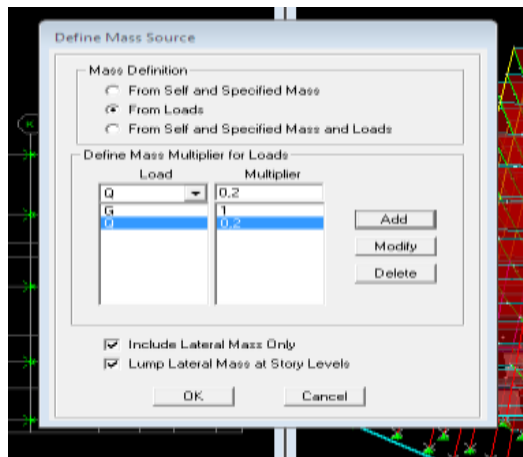 Define Mass Source
Mass Definition
From Self and Specified Mass
From Loads
From Self and Specified Mass and Loads
Define Mass Multiplier for Loads
Load Multiplier
Q 0,2
G 1
Q 0,2
Add
Modify
Delete
Include Lateral Mass Only
Lump Lateral Mass at Story Levels
OK Cancel